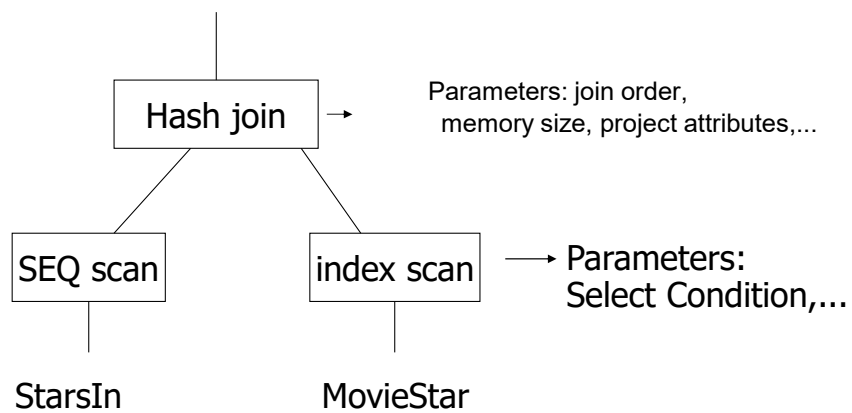 Hash join
Parameters: join order,
memory size, project attributes,...
SEQ scan
index scan
Parameters:
Select Condition,...
StarsIn
MovieStar